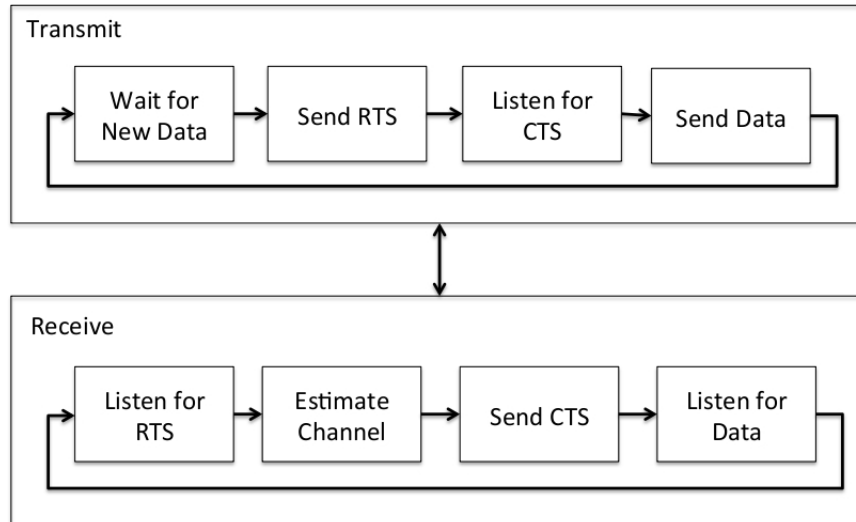 Transmit
Wait for
New Data
Send RTS
Listen for
CTS
Send Data
Receive
Listen for
RTS
Estimate
Channel
Send CTS
Listen for
Data